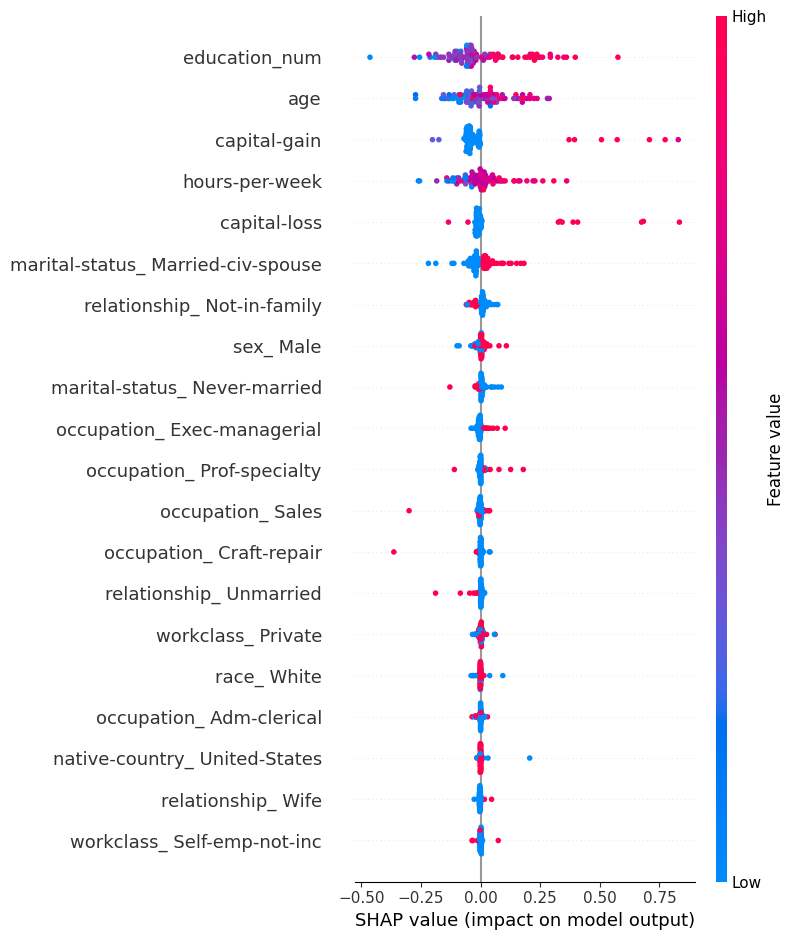 High
education_num
age
capital-gain
hours-per-week
capital-loss
marital-status_ Married-civ-spouse
relationship_ Not-in-family
sex_ Male
marital-status_ Never-married
occupation_ Exec-managerial
occupation_ Prof-specialty
occupation_ Sales
occupation_ Craft-repair
relationship_ Unmarried
workclass_ Private
race_ White
occupation_ Adm-clerical
native-country_ United-States
relationship_ Wife
workclass_ Self-emp-not-inc
Feature value
Low
−0.50 −0.25 0.00 0.25 0.50 0.75
SHAP value (impact on model output)